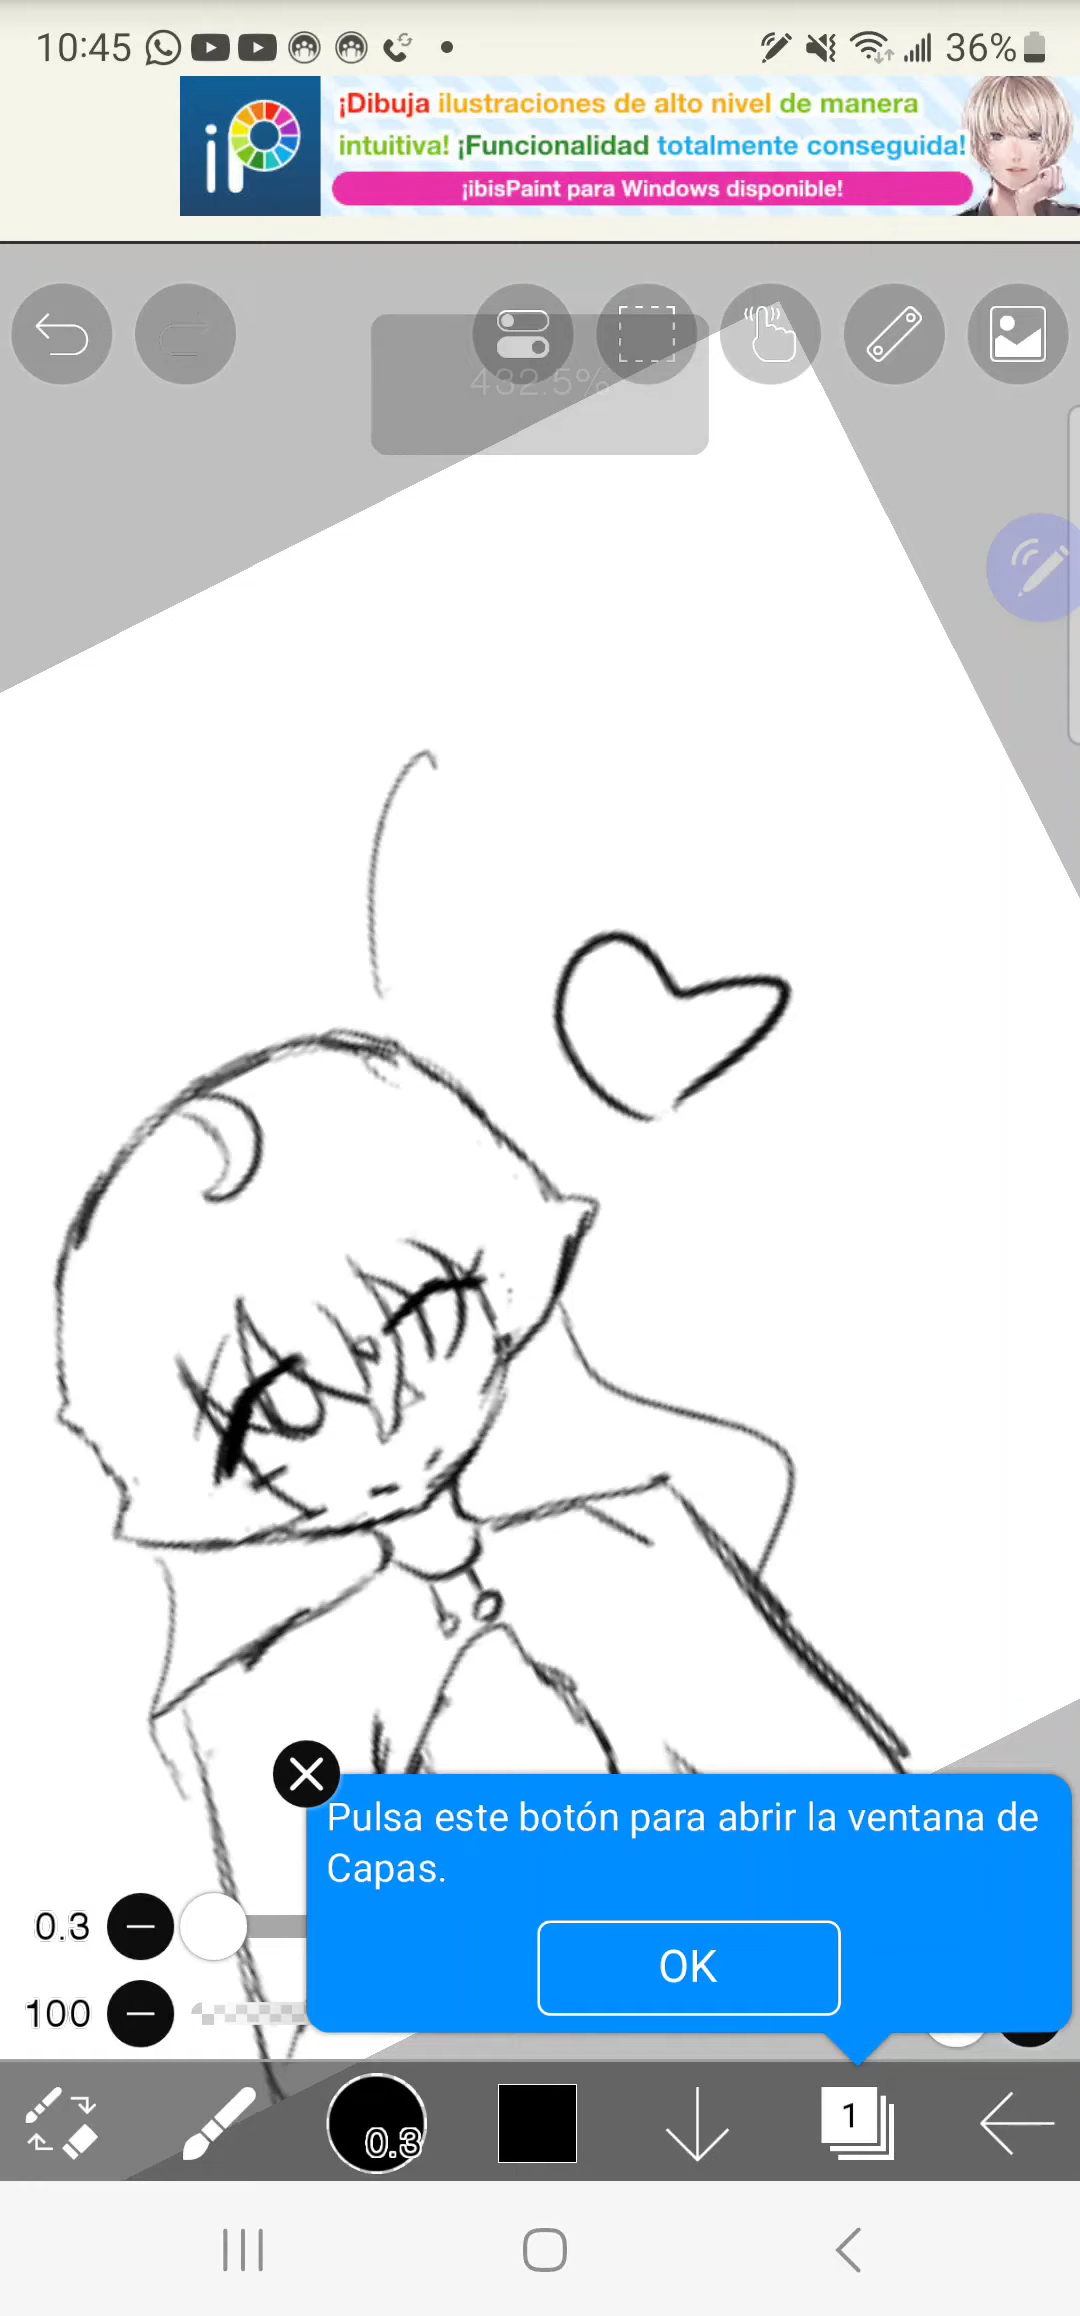 10:45
36%
iP
¡Dibuja ilustraciones de alto nivel de manera
intuitiva! ¡Funcionalidad totalmente conseguida!
¡ibisPaint para Windows disponible!
432.5%
Pulsa este botón para abrir la ventana de
Capas.
OK
0.3
100
0.3
1